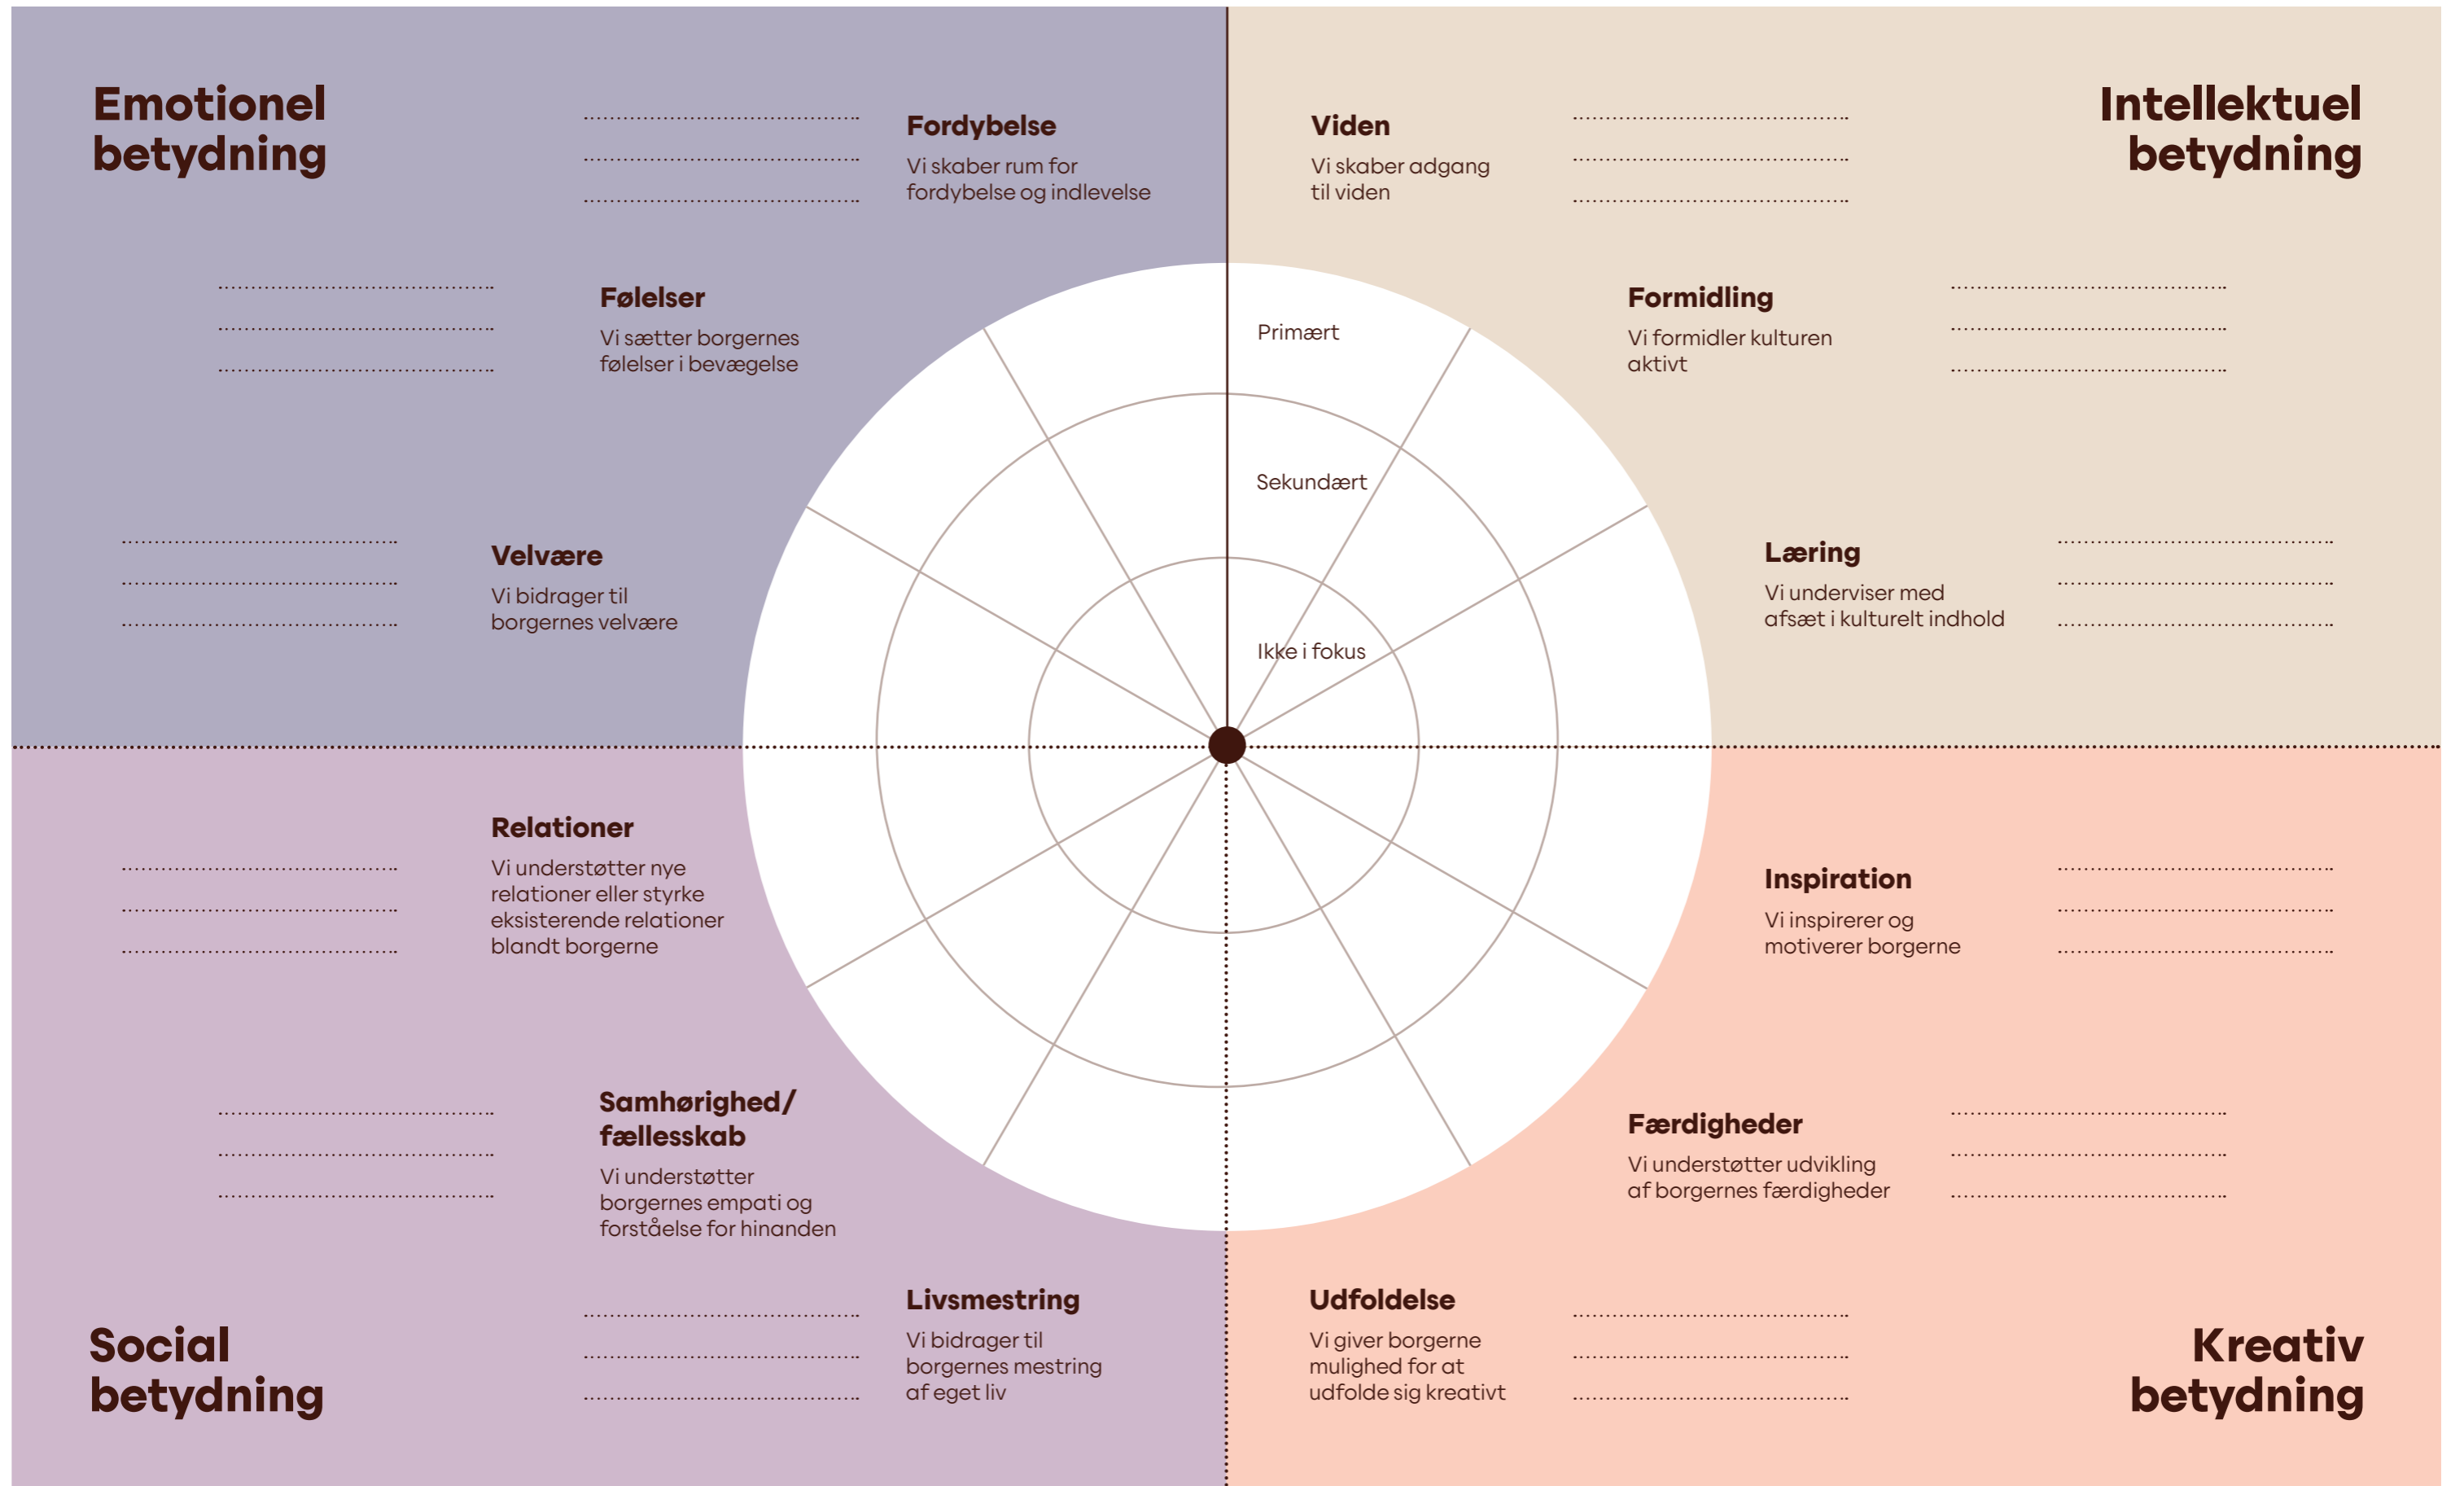 Emotionel
betydning
Fordybelse
Vi skaber rum for
fordybelse og indlevelse
Følelser
Vi sætter borgernes
følelser i bevægelse
Velvære
Vi bidrager til
borgernes velvære
Intellektuel
betydning
Viden
Vi skaber adgang
til viden
Formidling
Vi formidler kulturen
aktivt
Læring
Vi underviser med
afsæt i kulturelt indhold
Primært
Sekundært
Ikke i fokus
Relationer
Vi understøtter nye
relationer eller styrke
eksisterende relationer
blandt borgerne
Samhørighed/
fællesskab
Vi understøtter
borgernes empati og
forståelse for hinanden
Livsmestring
Vi bidrager til
borgernes mestring
af eget liv
Social
betydning
Inspiration
Vi inspirerer og
motiverer borgerne
Færdigheder
Vi understøtter udvikling
af borgernes færdigheder
Udfoldelse
Vi giver borgerne
mulighed for at
udfolde sig kreativt
Kreativ
betydning